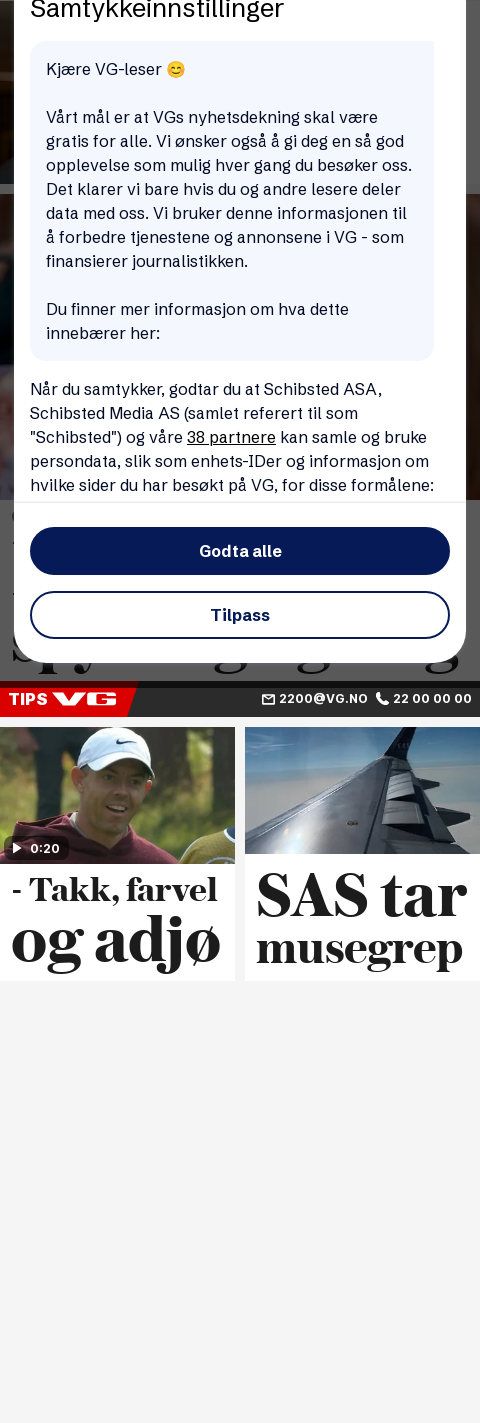 Samtykkeinnstillinger
Kjære VG-leser 😊
Vårt mål er at VGs nyhetsdekning skal være
gratis for alle. Vi ønsker også å gi deg en så god
opplevelse som mulig hver gang du besøker oss.
Det klarer vi bare hvis du og andre lesere deler
data med oss. Vi bruker denne informasjonen til
å forbedre tjenestene og annonsene i VG - som
finansierer journalistikken.
Du finner mer informasjon om hva dette
innebærer her:
Når du samtykker, godtar du at Schibsted ASA,
Schibsted Media AS (samlet referert til som
"Schibsted") og våre 38 partnere kan samle og bruke
persondata, slik som enhets-IDer og informasjon om
hvilke sider du har besøkt på VG, for disse formålene:
Godta alle
Tilpass
TIPS VG
2200@VG.NO 22 00 00 00
0:20
- Takk, farvel
og adjø
SAS tar
musegrep